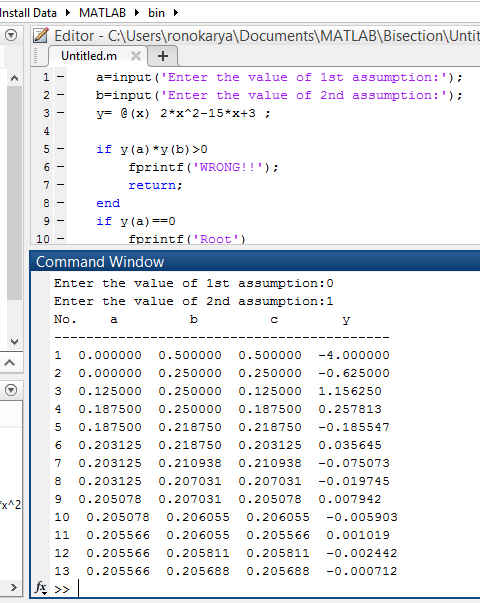 nstall Data ▸ MATLAB ▸ bin ▸
Editor - C:\Users\ronokarya\Documents\MATLAB\Bisection\Untit
Untitled.m × +
1 – a=input('Enter the value of 1st assumption:');
2 – b=input('Enter the value of 2nd assumption:');
3 – y= @(x) 2*x^2-15*x+3 ;
4
5 – if y(a)*y(b)>0
6 – fprintf('WRONG!!');
7 – return;
8 – end
9 – if y(a)==0
10 – fprintf('Root')
Command Window
Enter the value of 1st assumption:0
Enter the value of 2nd assumption:1
No. a b c y
------------------------------------------
1 0.000000 0.500000 0.500000 -4.000000
2 0.000000 0.250000 0.250000 -0.625000
3 0.125000 0.250000 0.125000 1.156250
4 0.187500 0.250000 0.187500 0.257813
5 0.187500 0.218750 0.218750 -0.185547
6 0.203125 0.218750 0.203125 0.035645
7 0.203125 0.210938 0.210938 -0.075073
8 0.203125 0.207031 0.207031 -0.019745
9 0.205078 0.207031 0.205078 0.007942
10 0.205078 0.206055 0.206055 -0.005903
11 0.205566 0.206055 0.205566 0.001019
12 0.205566 0.205811 0.205811 -0.002442
13 0.205566 0.205688 0.205688 -0.000712
fx >>
*x^2